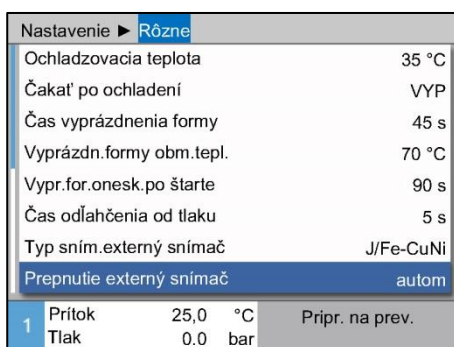 Nastavenie ► Rôzne
Ochladzovacia teplota 35 °C
Čakať po ochladení VYP
Čas vyprázdnenia formy 45 s
Vyprázdn.formy obm.tepl. 70 °C
Vypr.for.onesk.po štarte 90 s
Čas odľahčenia od tlaku 5 s
Typ sním.externý snímač J/Fe-CuNi
Prepnutie externý snímač autom
1 Prítok 25,0 °C Pripr. na prev.
Tlak 0,0 bar